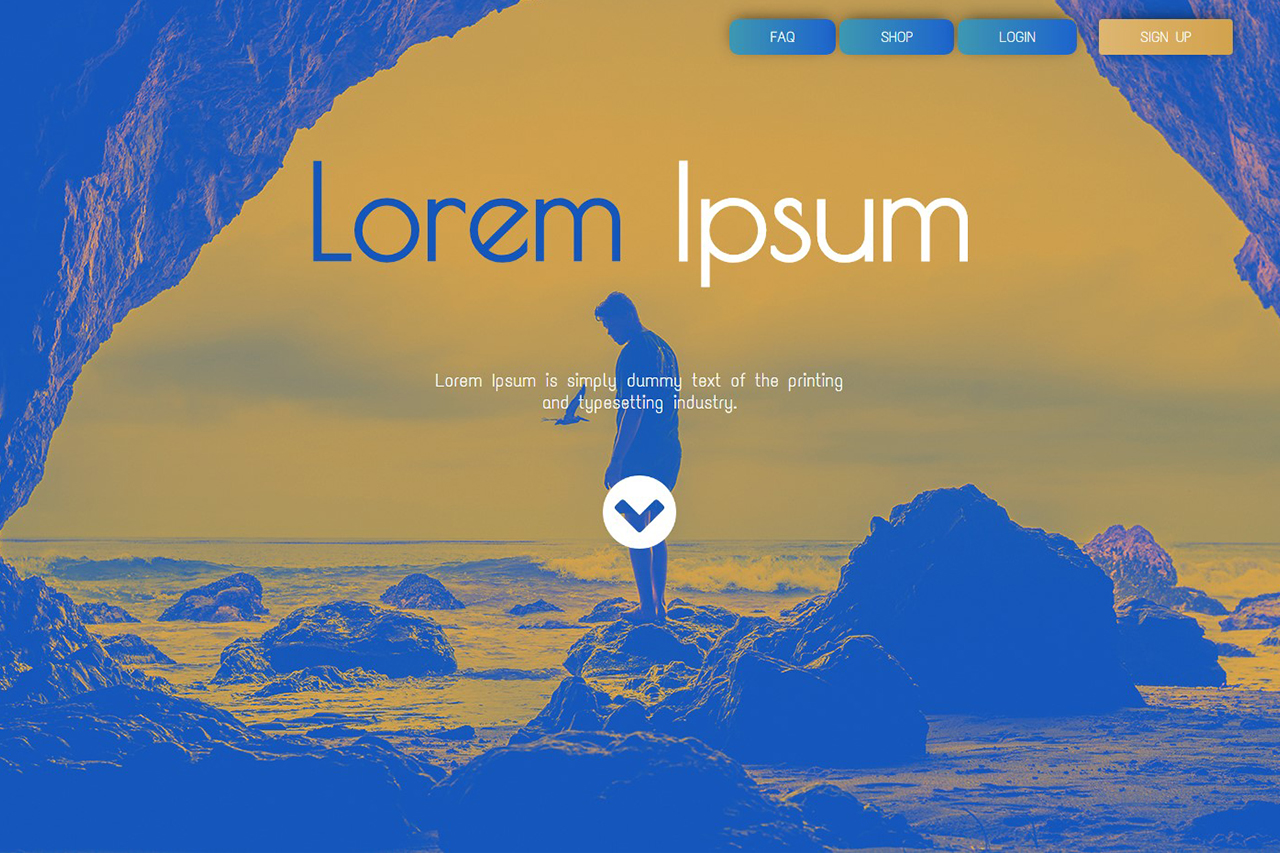 FAQ SHOP LOGIN SIGN UP
Lorem Ipsum
Lorem Ipsum is simply dummy text of the printing
and typesetting industry.